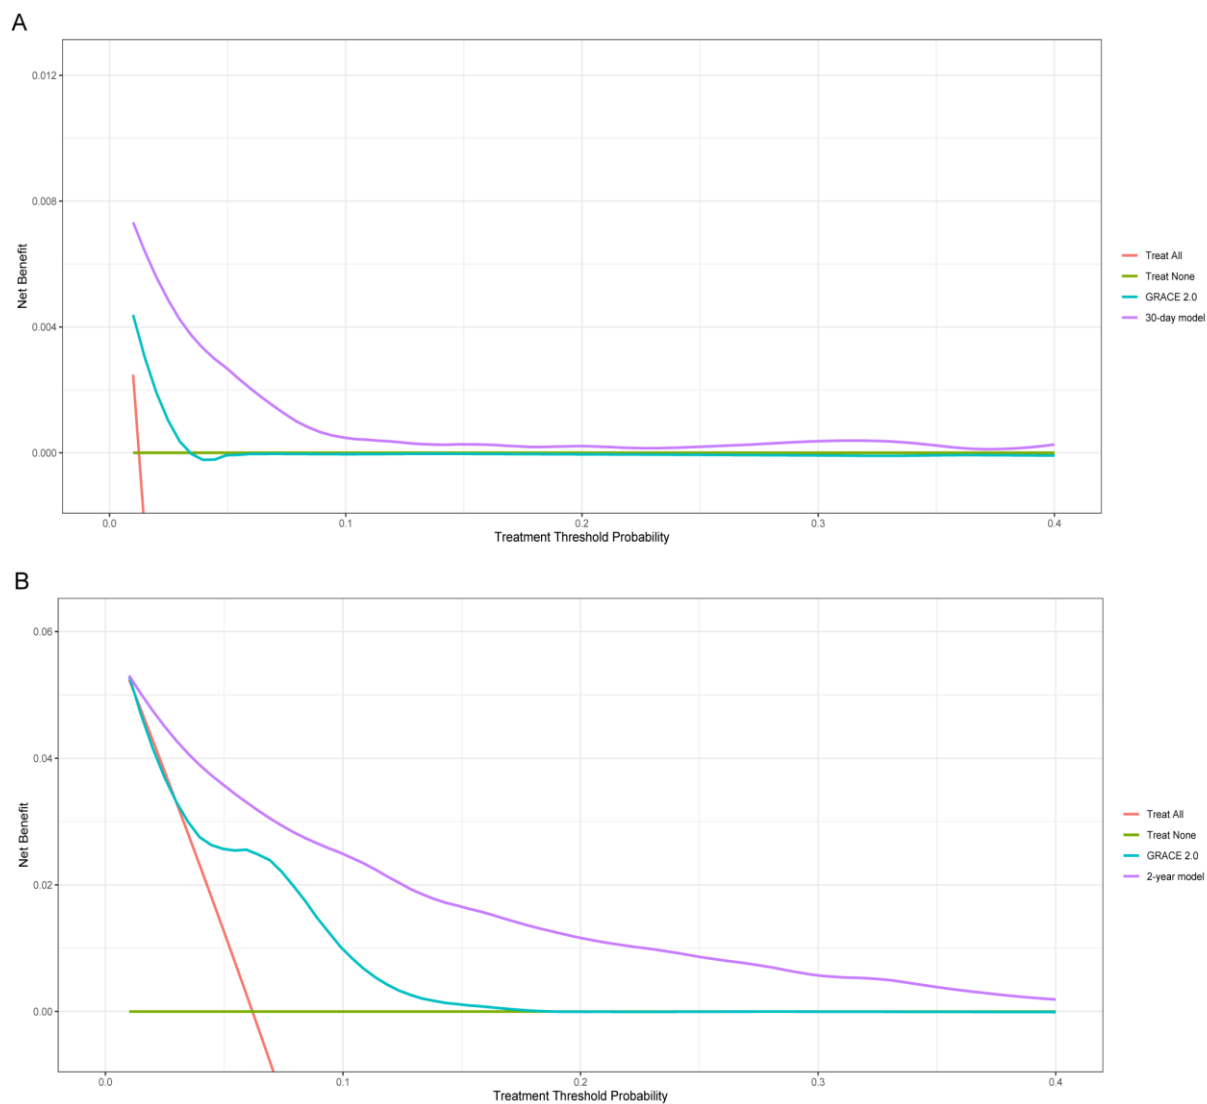 A
0.012
0.008
0.004
0.000
Net Benefit
0.0 0.1 0.2 0.3 0.4
Treatment Threshold Probability
Treat All
Treat None
GRACE 2.0
30-day model
B
0.06
0.04
0.02
0.00
Net Benefit
0.0 0.1 0.2 0.3 0.4
Treatment Threshold Probability
Treat All
Treat None
GRACE 2.0
2-year model